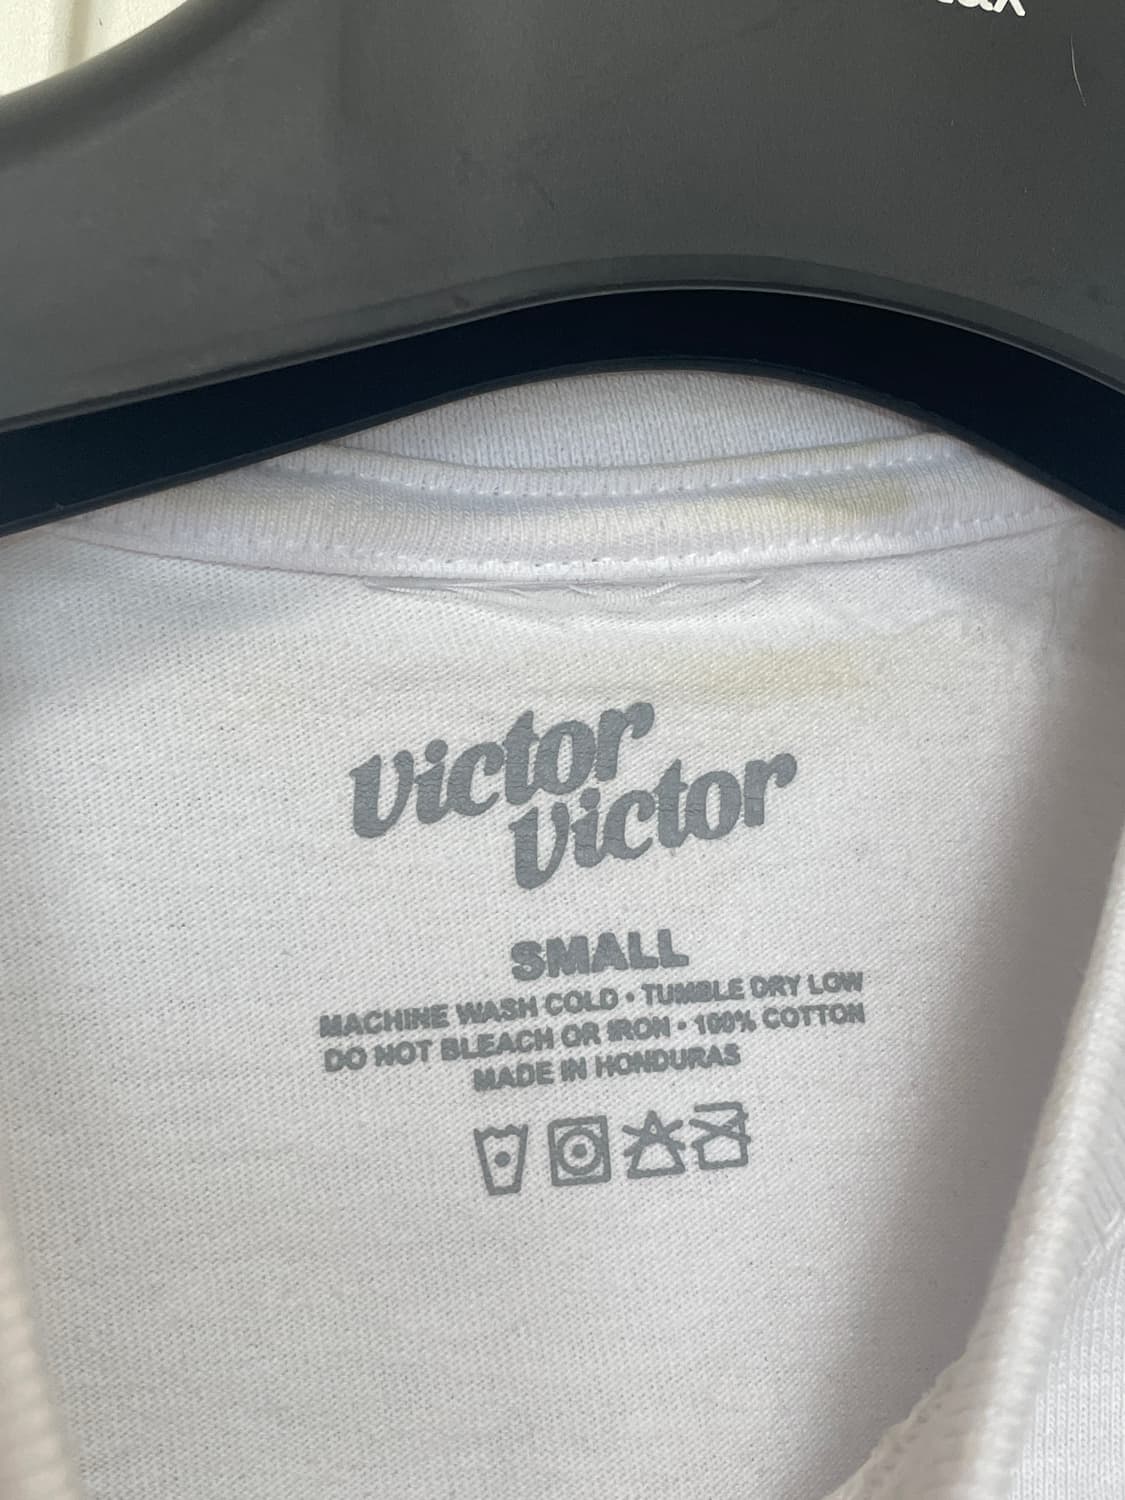 Victor
Victor
SMALL
MACHINE WASH COLD • TUMBLE DRY LOW
DO NOT BLEACH OR IRON • 100% COTTON
MADE IN HONDURAS